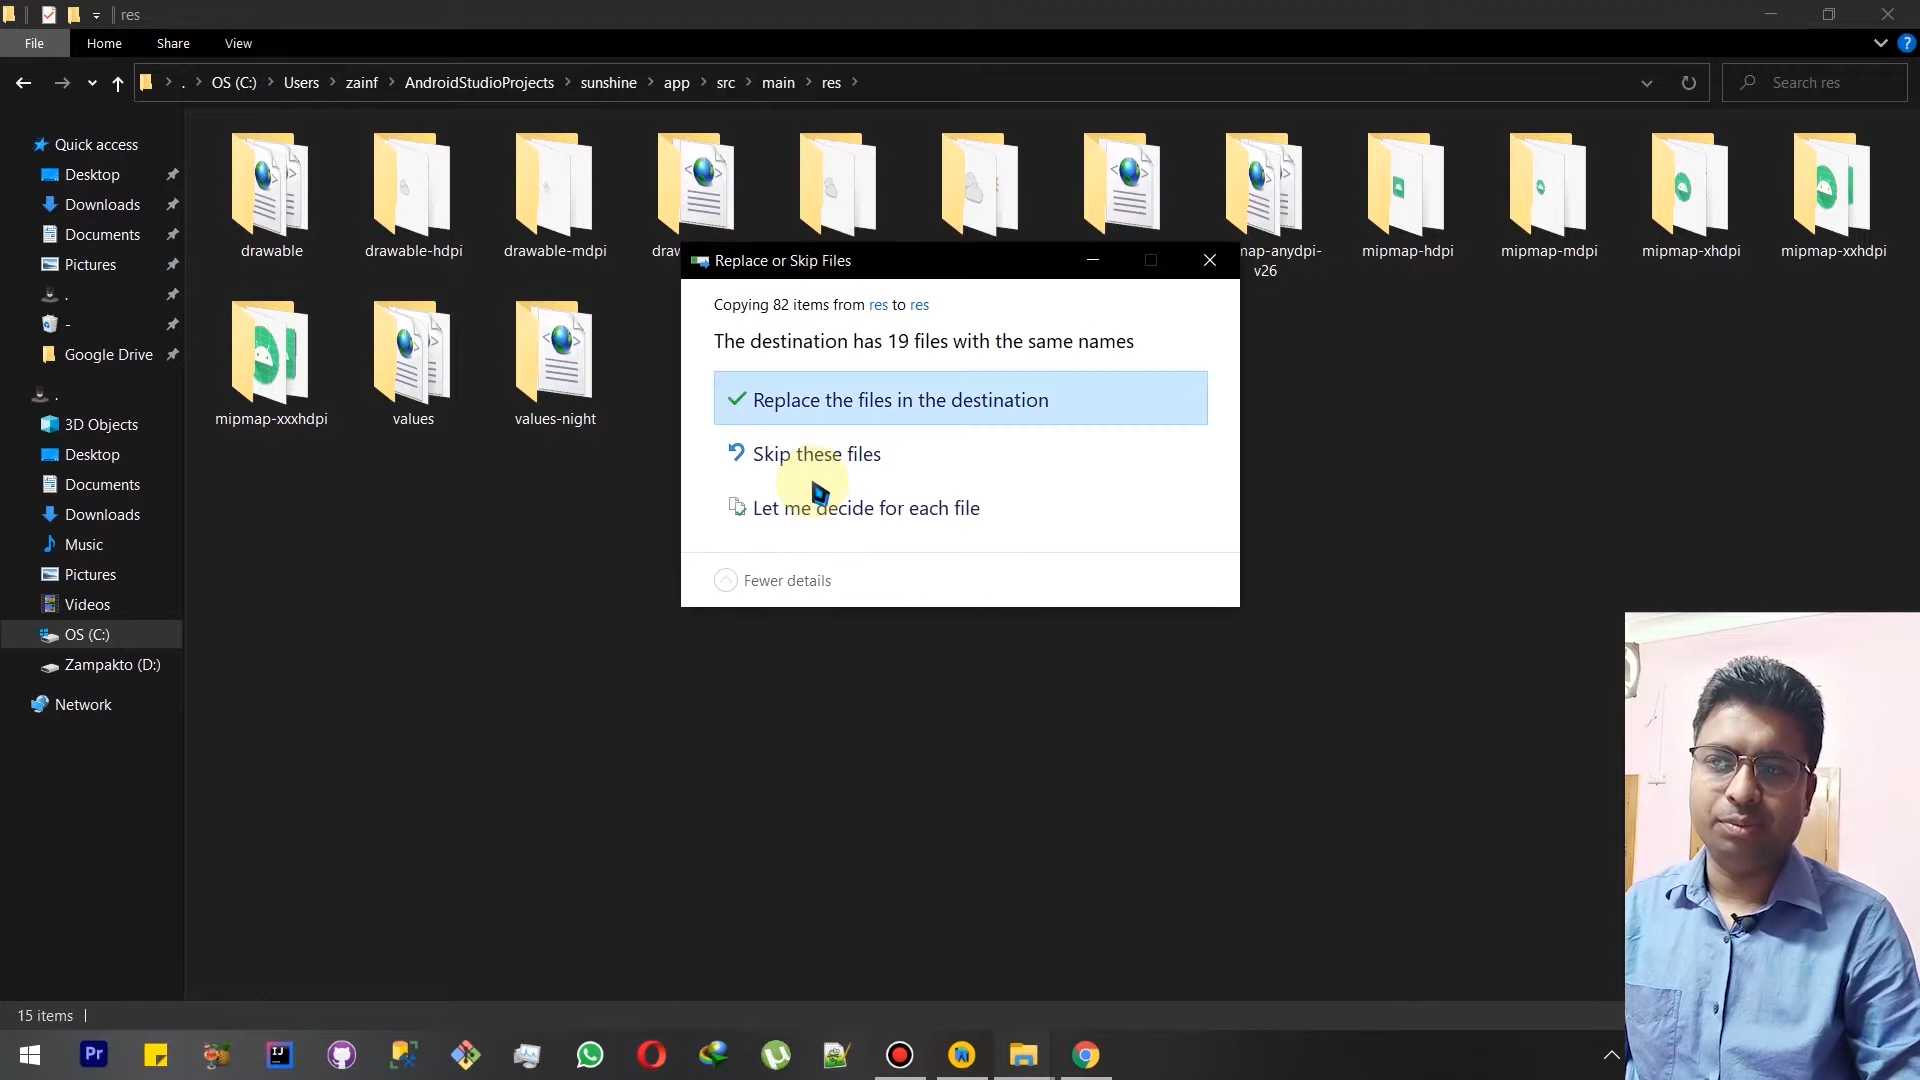 res
File
Home
Share
View
. > OS (C:) > Users > zainf > AndroidStudioProjects > sunshine > app > src > main > res >
Search res
Quick access
Desktop
Downloads
Documents
Pictures
.
-
Google Drive
.
3D Objects
Desktop
Documents
Downloads
Music
Pictures
Videos
OS (C:)
Zampakto (D:)
Network
drawable
drawable-hdpi
drawable-mdpi
mipmap-hdpi
mipmap-mdpi
mipmap-xhdpi
mipmap-xxhdpi
v26
mipmap-xxxhdpi
values
values-night
Replace or Skip Files
Copying 82 items from res to res
The destination has 19 files with the same names
Replace the files in the destination
Skip these files
Let me decide for each file
Fewer details
15 items
Pr
IJ